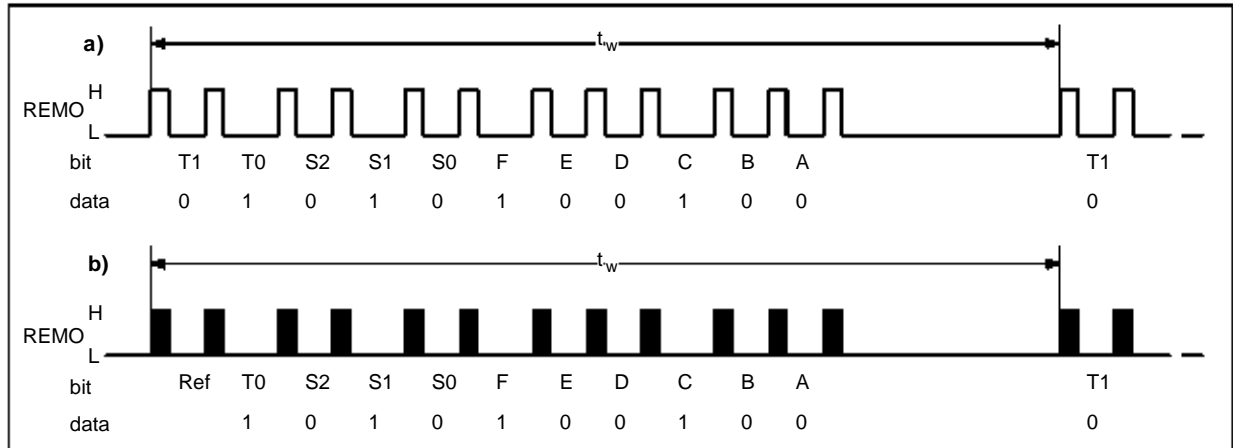 a) t_w
H
REMO
L
bit T1 T0 S2 S1 S0 F E D C B A T1
data 0 1 0 1 0 1 0 0 1 0 0 0
b) t_w
H
REMO
L
bit Ref T0 S2 S1 S0 F E D C B A T1
data 1 0 1 0 1 0 0 1 0 0 0